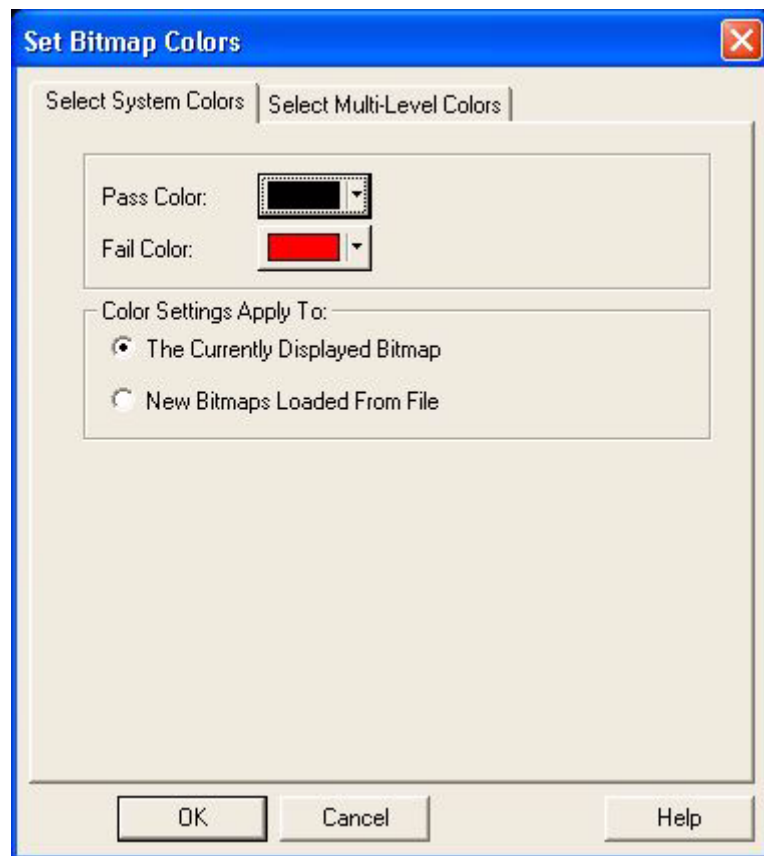 Set Bitmap Colors
Select System Colors Select Multi-Level Colors
Pass Color:
Fail Color:
Color Settings Apply To:
The Currently Displayed Bitmap
New Bitmaps Loaded From File
OK Cancel Help